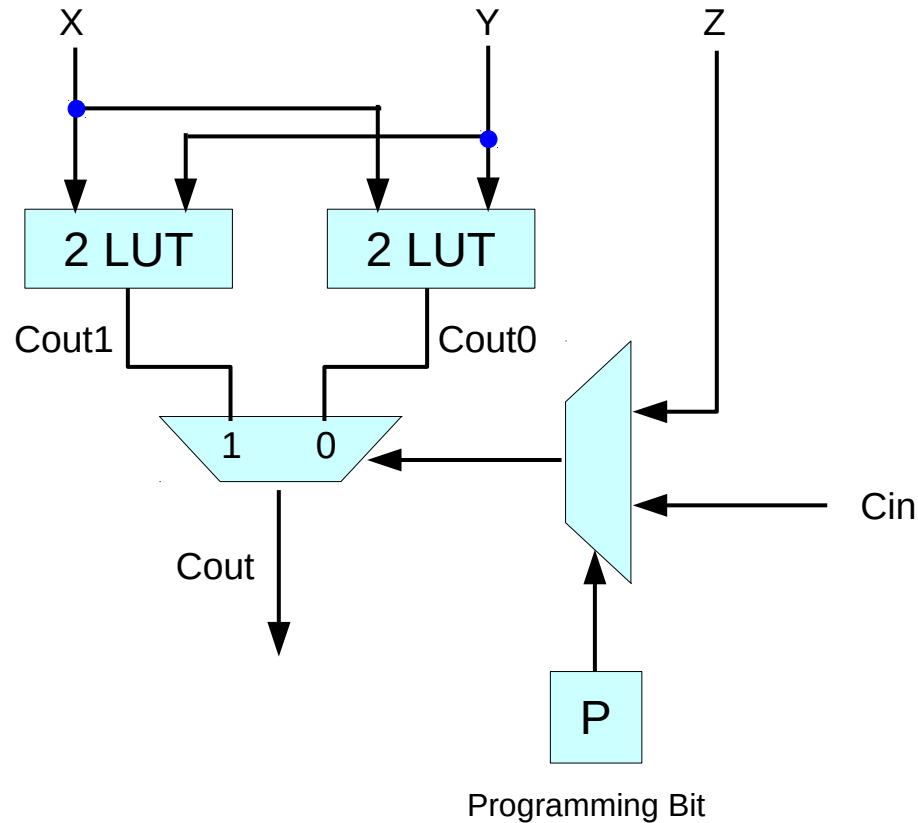 X
Y
Z
2 LUT
2 LUT
Cout1
Cout0
1
0
Cin
Cout
P
Programming Bit